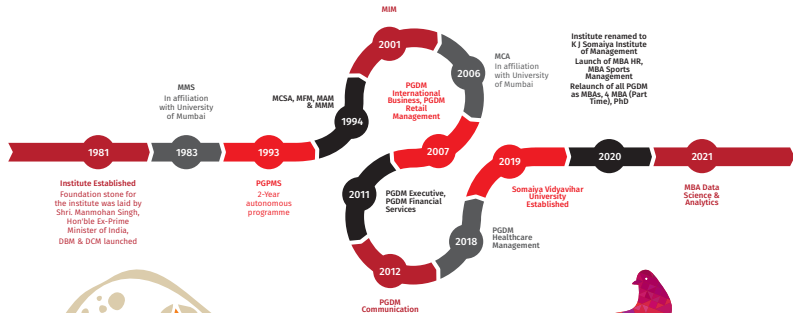 1981
Institute Established
Foundation stone for
the institute was laid by
Shri. Manmohan Singh,
Hon'ble Ex-Prime
Minister of India,
DBM & DCM launched
MMS
In affiliation
with University
of Mumbai
1983
1993
PGPMS
2-Year
autonomous
programme
MCSA, MFM, MAM
& MMM
1994
MIM
2001
2006
MCA
In affiliation
with University
of Mumbai
PGDM
International
Business, PGDM
Retail
Management
2007
2011
PGDM Executive,
PGDM Financial
Services
2012
PGDM
Communication
2018
PGDM
Healthcare
Management
2019
Somaiya Vidyavihar
University
Established
Institute renamed to
K J Somaiya Institute
of Management
Launch of MBA HR,
MBA Sports
Management
Relaunch of all PGDM
as MBAs, 4 MBA (Part
Time), PhD
2020
2021
MBA Data
Science &
Analytics